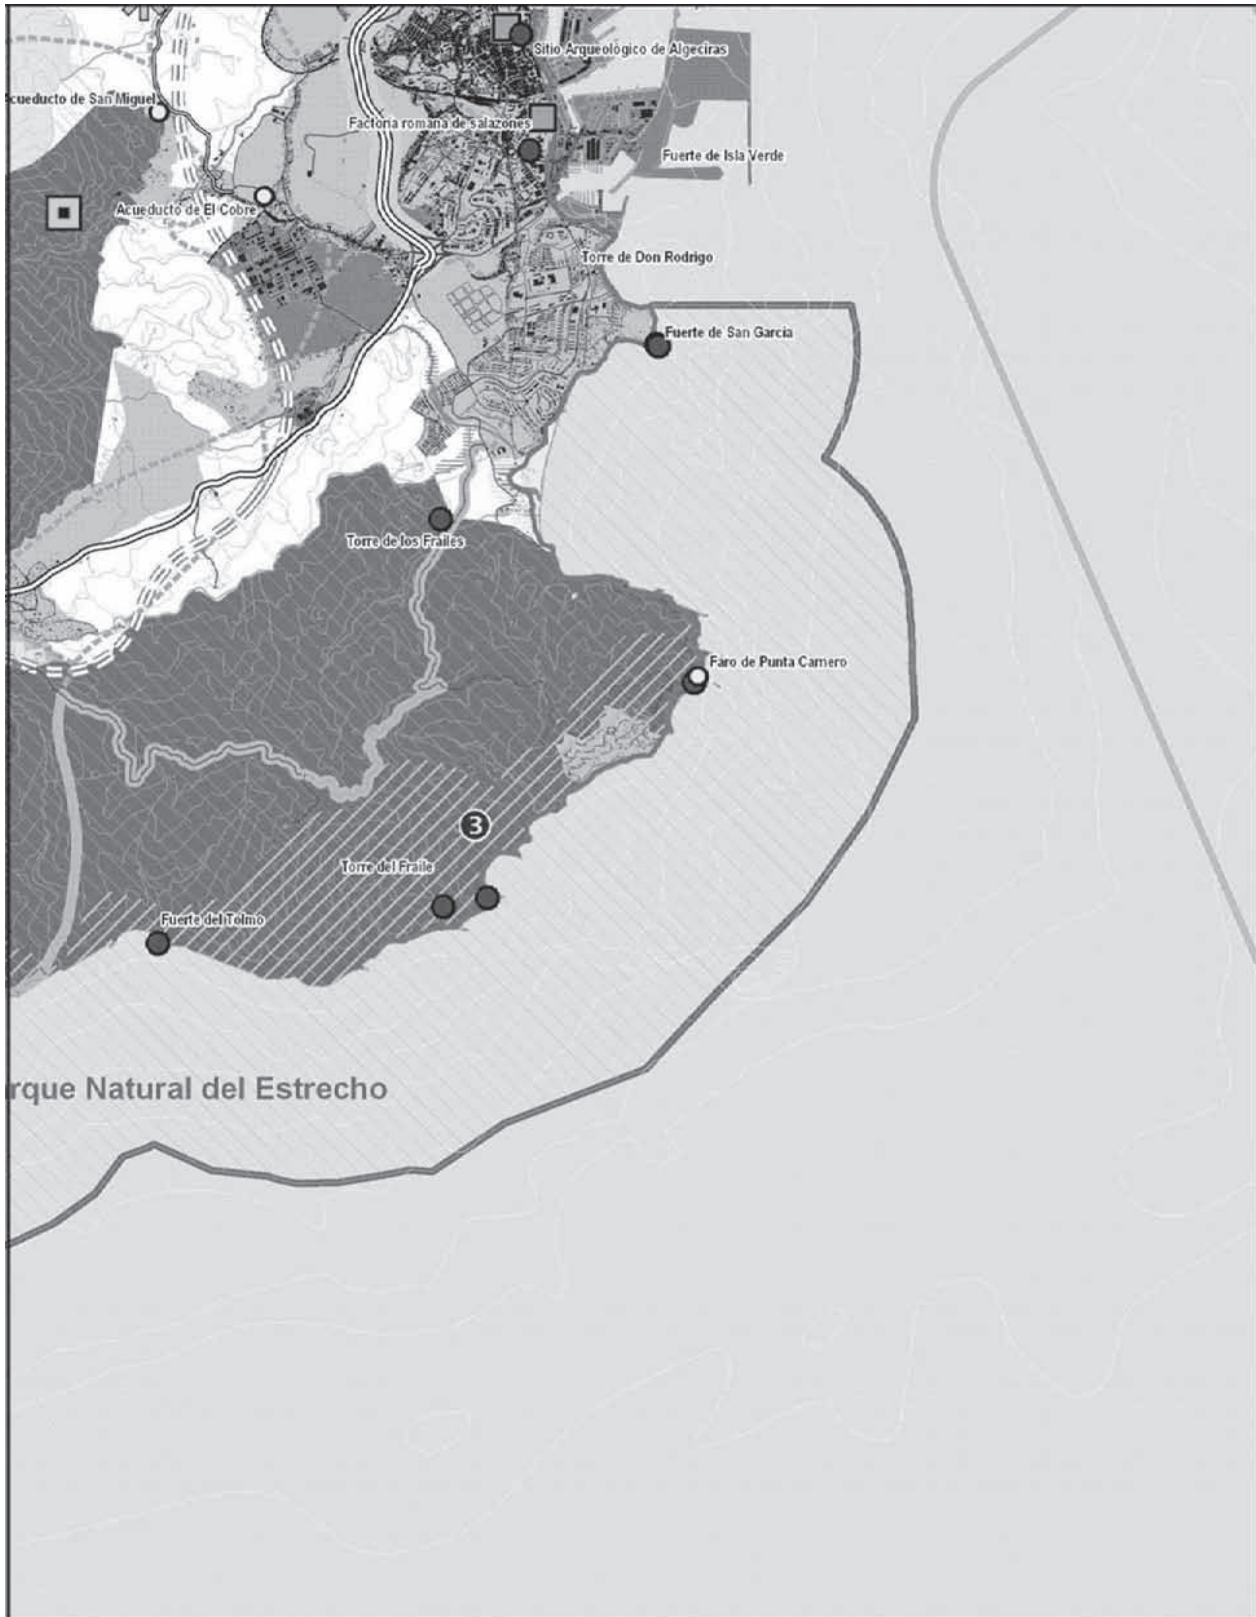 Sitio Arqueológico de Algeciras
cueducto de San Miguel
Factoria romana de salazones
Fuerte de Isla Verde
Acueducto de El Cobre
Torre de Don Rodrigo
Fuerte de San Garcia
Torre de los Frailes
Faro de Punta Carnero
3
Torre del Fraile
Fuerte del Tolmo
rque Natural del Estrecho